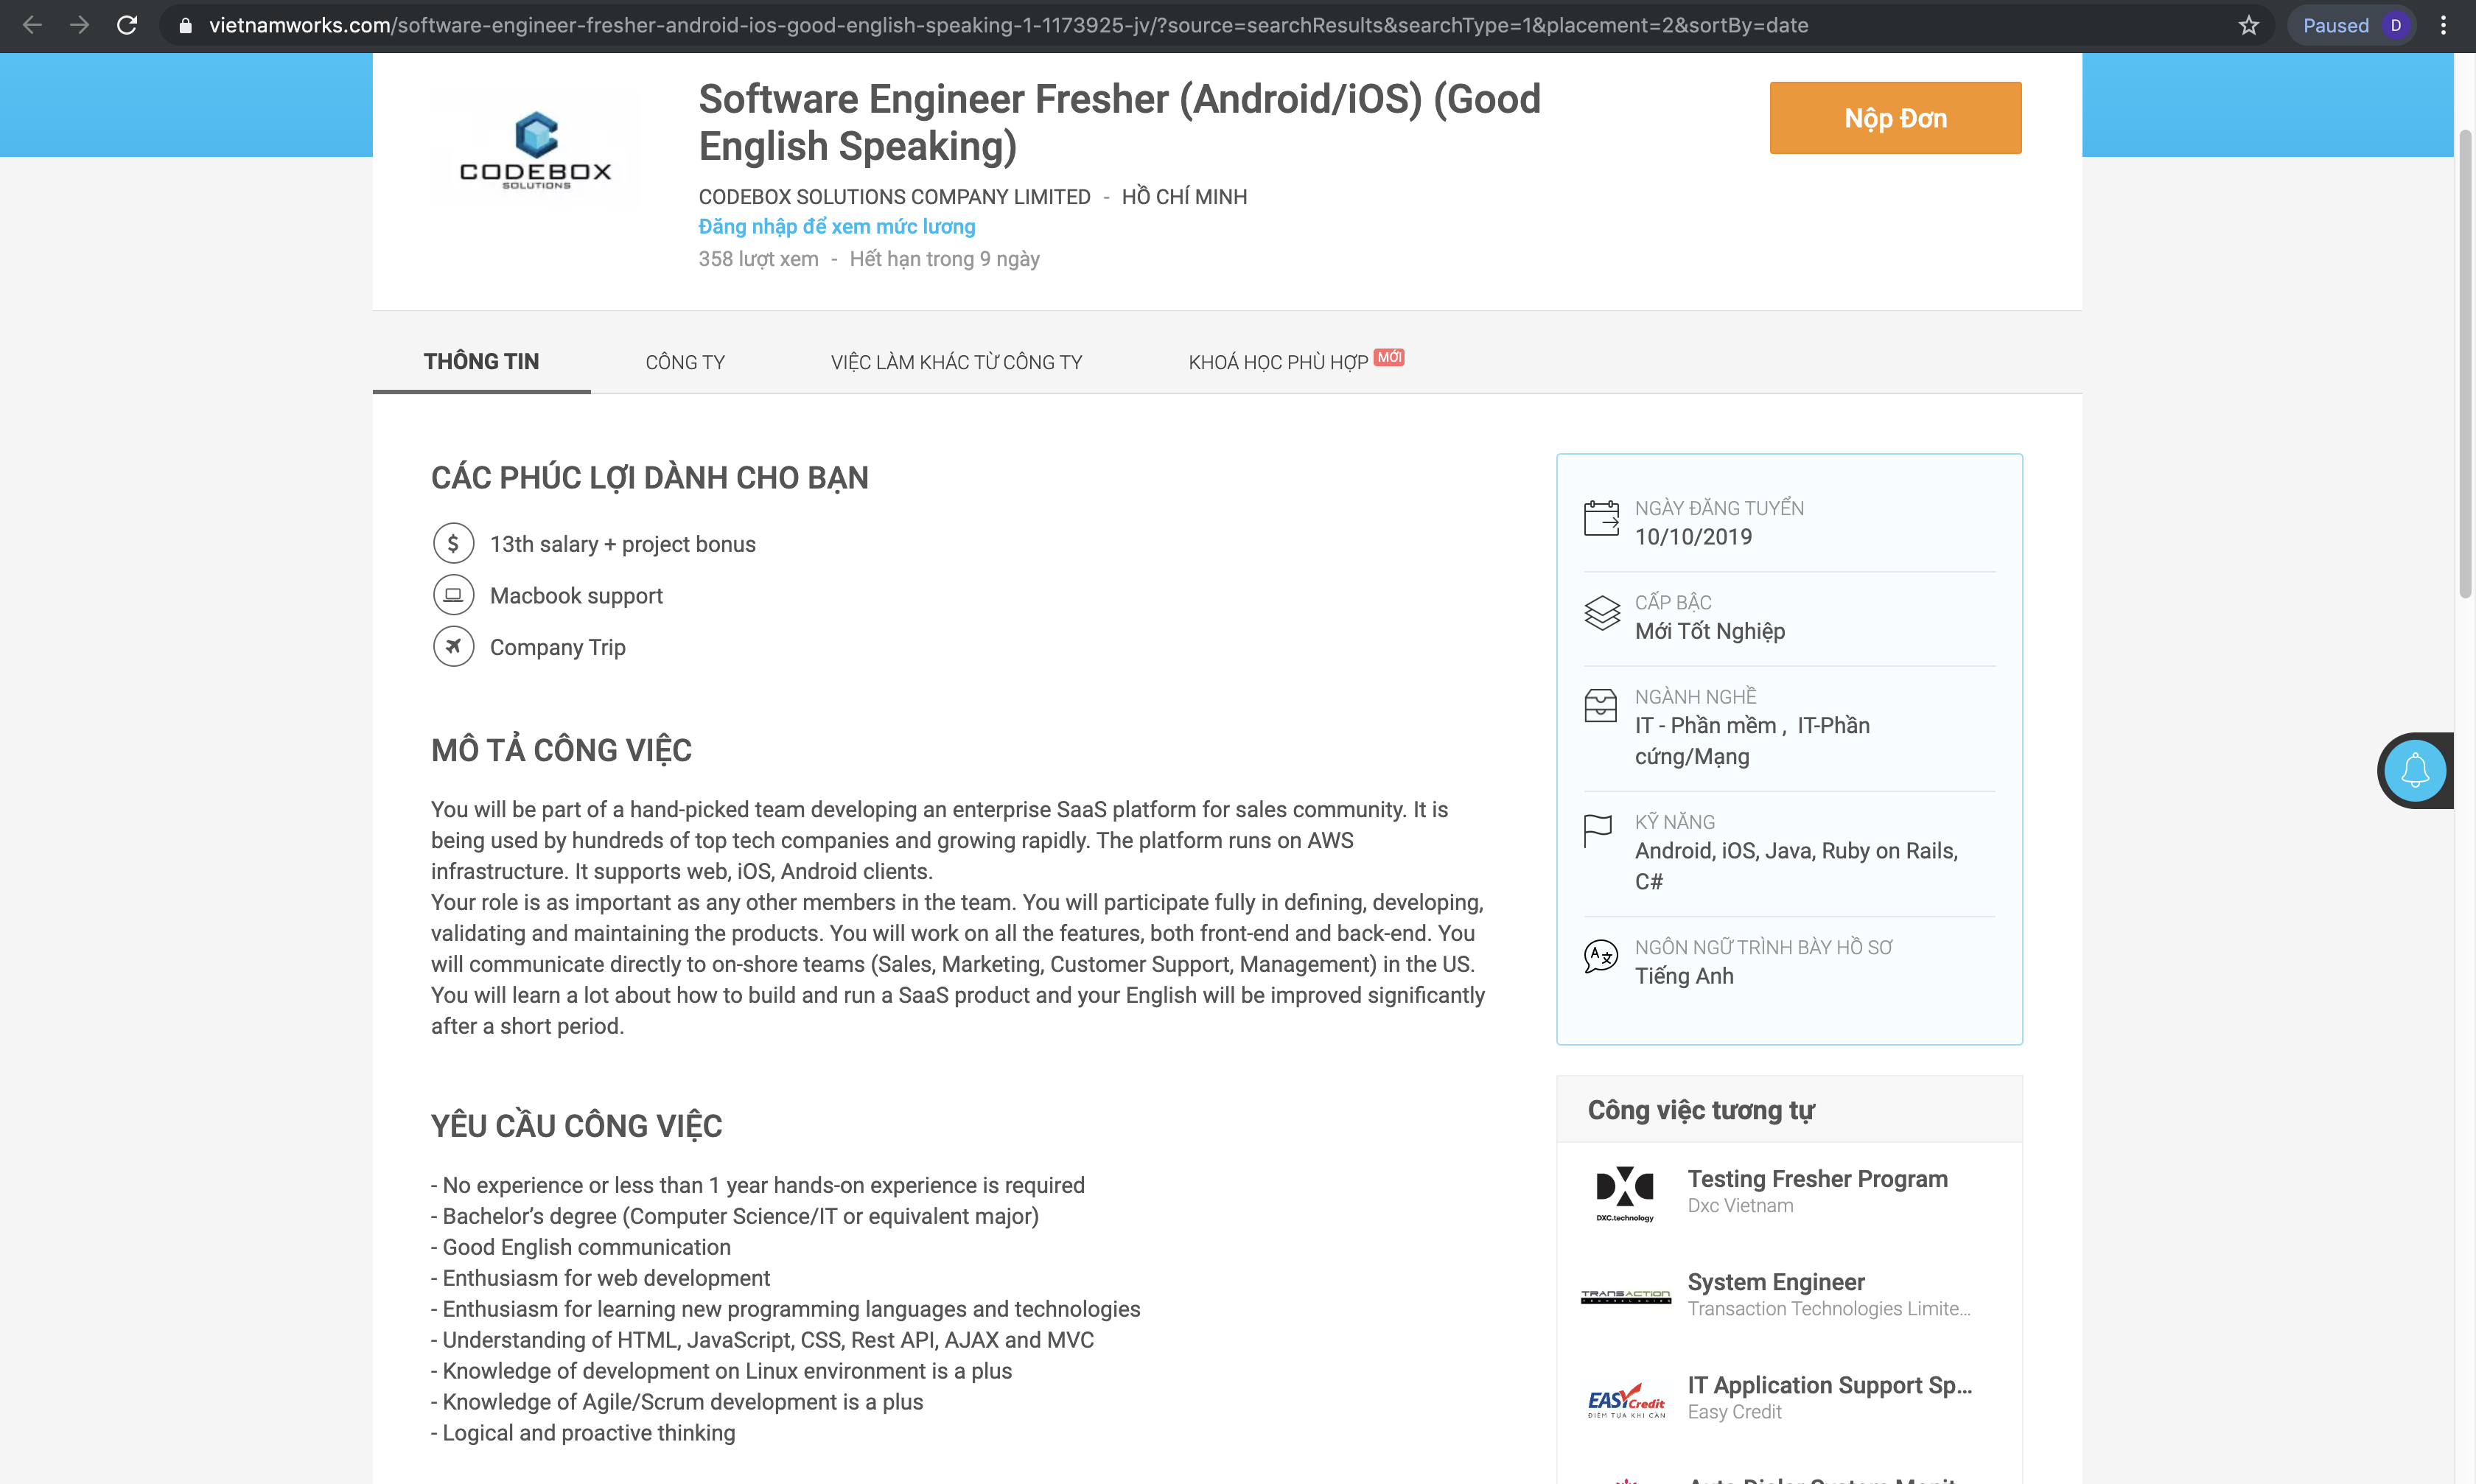 vietnamworks.com/software-engineer-fresher-android-ios-good-english-speaking-1-1173925-jv/?source=searchResults&searchType=1&placement=2&sortBy=date
Paused D
CODEBOX
SOLUTIONS
Software Engineer Fresher (Android/iOS) (Good
English Speaking)
CODEBOX SOLUTIONS COMPANY LIMITED - HỒ CHÍ MINH
Đăng nhập để xem mức lương
358 lượt xem - Hết hạn trong 9 ngày
Nộp Đơn
THÔNG TIN
CÔNG TY
VIỆC LÀM KHÁC TỪ CÔNG TY
KHOÁ HỌC PHÙ HỢP MỚI
CÁC PHÚC LỢI DÀNH CHO BẠN
13th salary + project bonus
Macbook support
Company Trip
MÔ TẢ CÔNG VIỆC
You will be part of a hand-picked team developing an enterprise SaaS platform for sales community. It is
being used by hundreds of top tech companies and growing rapidly. The platform runs on AWS
infrastructure. It supports web, iOS, Android clients.
Your role is as important as any other members in the team. You will participate fully in defining, developing,
validating and maintaining the products. You will work on all the features, both front-end and back-end. You
will communicate directly to on-shore teams (Sales, Marketing, Customer Support, Management) in the US.
You will learn a lot about how to build and run a SaaS product and your English will be improved significantly
after a short period.
YÊU CẦU CÔNG VIỆC
- No experience or less than 1 year hands-on experience is required
- Bachelor’s degree (Computer Science/IT or equivalent major)
- Good English communication
- Enthusiasm for web development
- Enthusiasm for learning new programming languages and technologies
- Understanding of HTML, JavaScript, CSS, Rest API, AJAX and MVC
- Knowledge of development on Linux environment is a plus
- Knowledge of Agile/Scrum development is a plus
- Logical and proactive thinking
NGÀY ĐĂNG TUYỂN
10/10/2019
CẤP BẬC
Mới Tốt Nghiệp
NGÀNH NGHỀ
IT - Phần mềm , IT-Phần
cứng/Mạng
KỸ NĂNG
Android, iOS, Java, Ruby on Rails,
C#
NGÔN NGỮ TRÌNH BÀY HỒ SƠ
Tiếng Anh
Công việc tương tự
DXC.technology
Testing Fresher Program
Dxc Vietnam
TRANSACTION
TECHNOLOGIES
System Engineer
Transaction Technologies Limite...
EASY Credit
ĐIỂM TỰA KHI CẦN
IT Application Support Sp...
Easy Credit